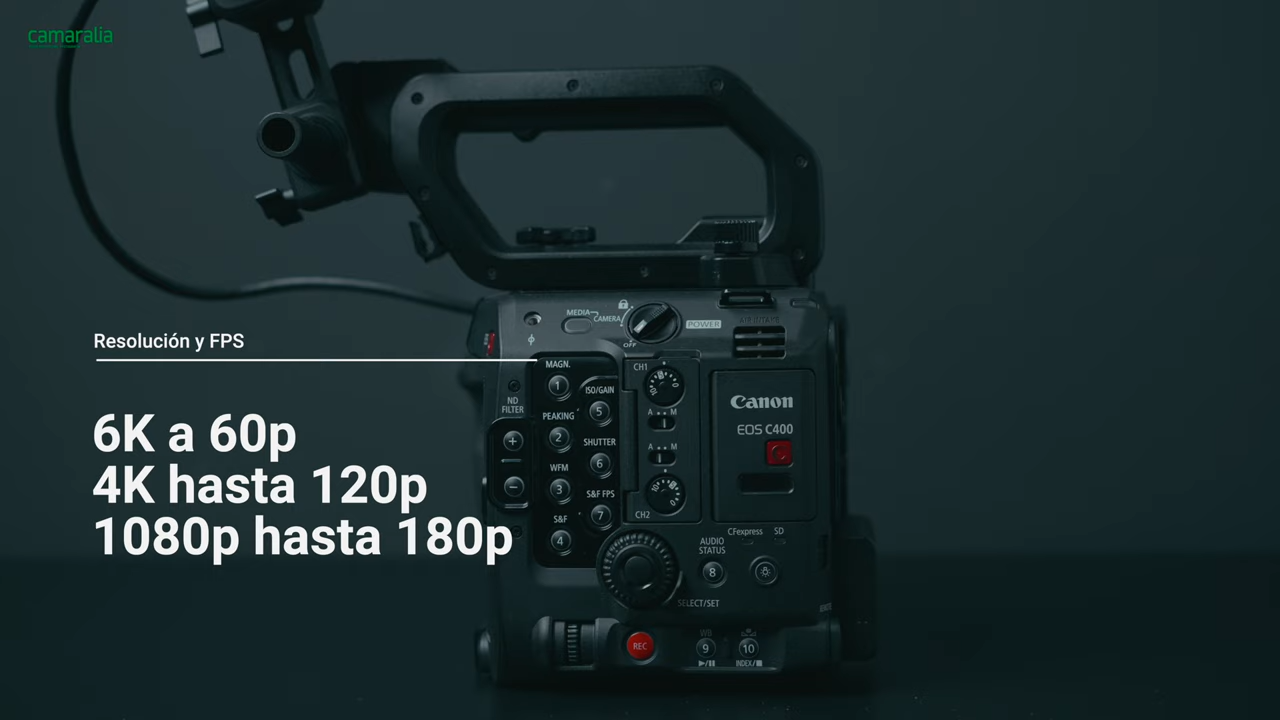 camaralia
MEDIA
CAMERA
POWER
OFF
Resolución y FPS
MAGN.
1
CH1
ISO/GAIN
5
ND
FILTER
A M
Canon
EOS C400
PEAKING
2
6K a 60p
SHUTTER
6
A M
WFM
3
4K hasta 120p
S&F FPS
7
CH2
S&F
4
1080p hasta 180p
CFexpress SD
AUDIO
STATUS
8
SELECT/SET
REC
WB
9
10
INDEX/